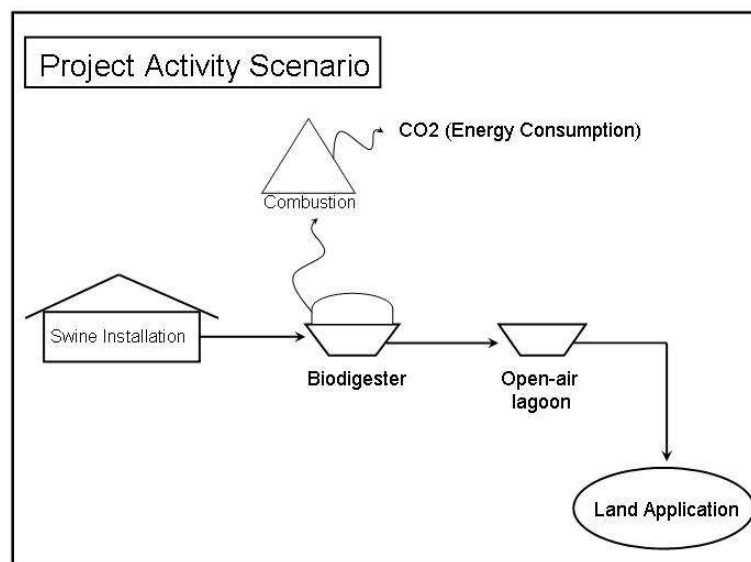 Project Activity Scenario
CO2 (Energy Consumption)
Combustion
Swine Installation
Biodigester
Open-air
lagoon
Land Application